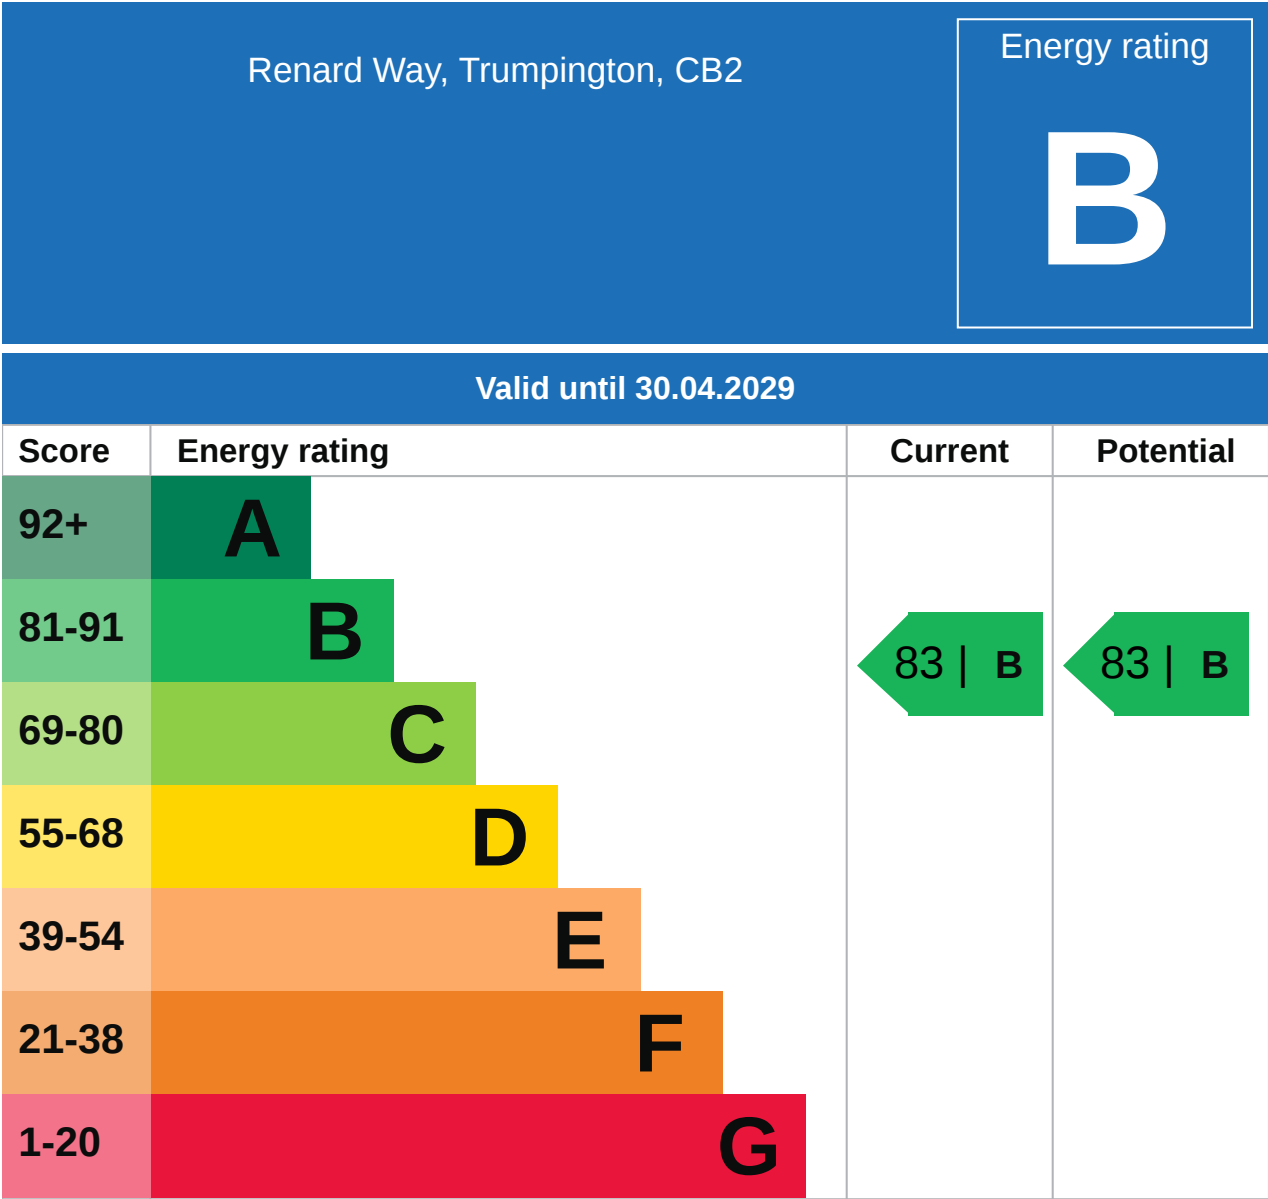 Renard Way, Trumpington, CB2
Energy rating
B
Valid until 30.04.2029
Score Energy rating Current Potential
92+ A
81-91 B
83 | B 83 | B
69-80 C
55-68 D
39-54 E
21-38 F
1-20 G